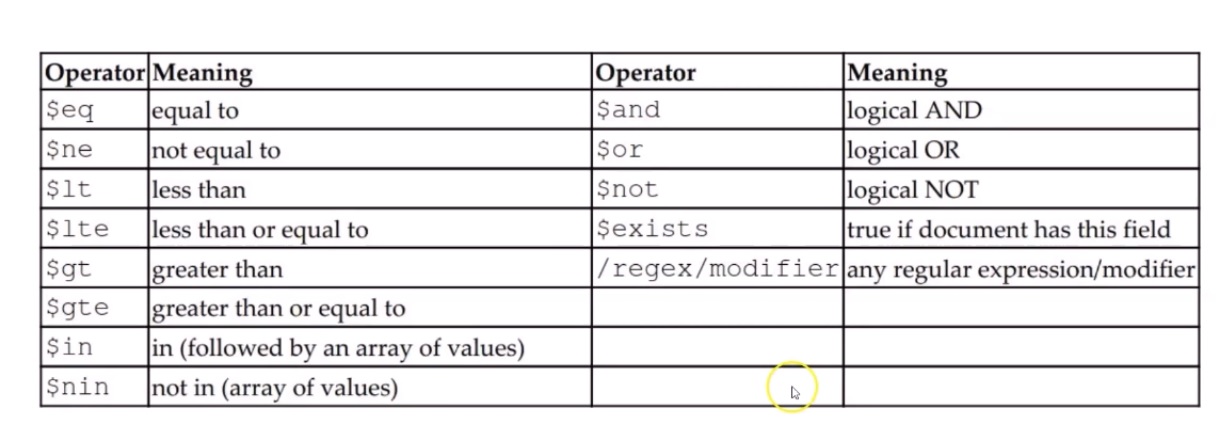 Operator Meaning Operator Meaning
$eq equal to $and logical AND
$ne not equal to $or logical OR
$lt less than $not logical NOT
$lte less than or equal to $exists true if document has this field
$gt greater than /regex/modifier any regular expression/modifier
$gte greater than or equal to
$in in (followed by an array of values)
$nin not in (array of values)